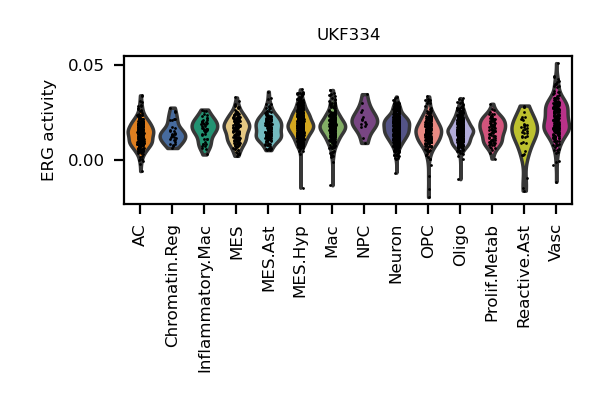 UKF334
ERG activity
0.05
0.00
AC
Chromatin.Reg
Inflammatory.Mac
MES
MES.Ast
MES.Hyp
Mac
NPC
Neuron
OPC
Oligo
Prolif.Metab
Reactive.Ast
Vasc